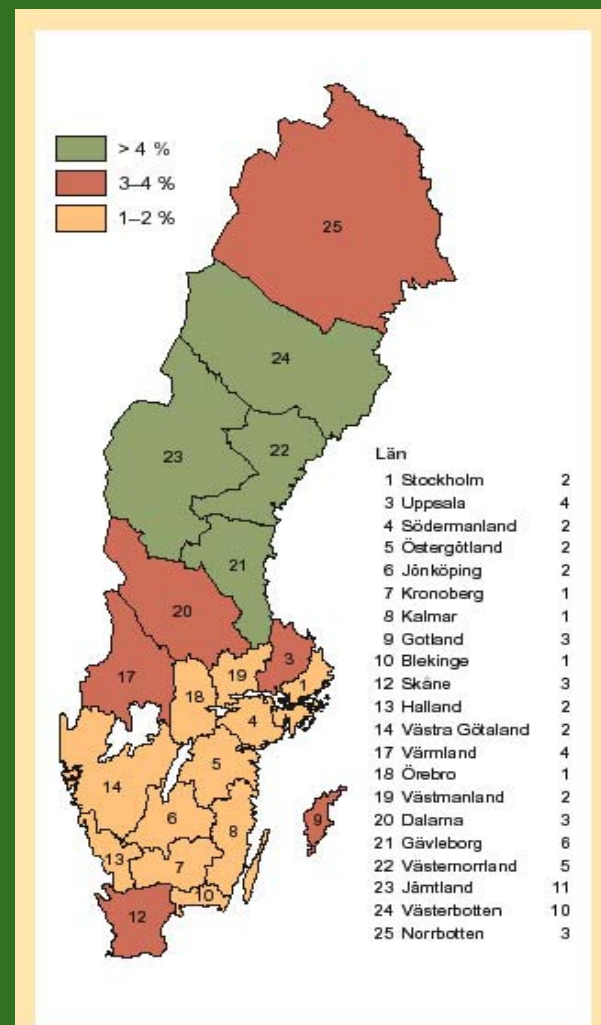 > 4 %
3–4 %
1–2 %
25
24
23
22
21
20
3
19
17
18
1
4
5
14
6
8
9
13
7
10
12
Län
1 Stockholm 2
3 Uppsala 4
4 Södermanland 2
5 Östergötland 2
6 Jönköping 2
7 Kronoberg 1
8 Kalmar 1
9 Gotland 3
10 Blekinge 1
12 Skåne 3
13 Halland 2
14 Västra Götaland 2
17 Värmland 4
18 Örebro 1
19 Västmanland 2
20 Dalarna 3
21 Gävleborg 6
22 Västernorrland 5
23 Jämtland 11
24 Västerbotten 10
25 Norrbotten 3